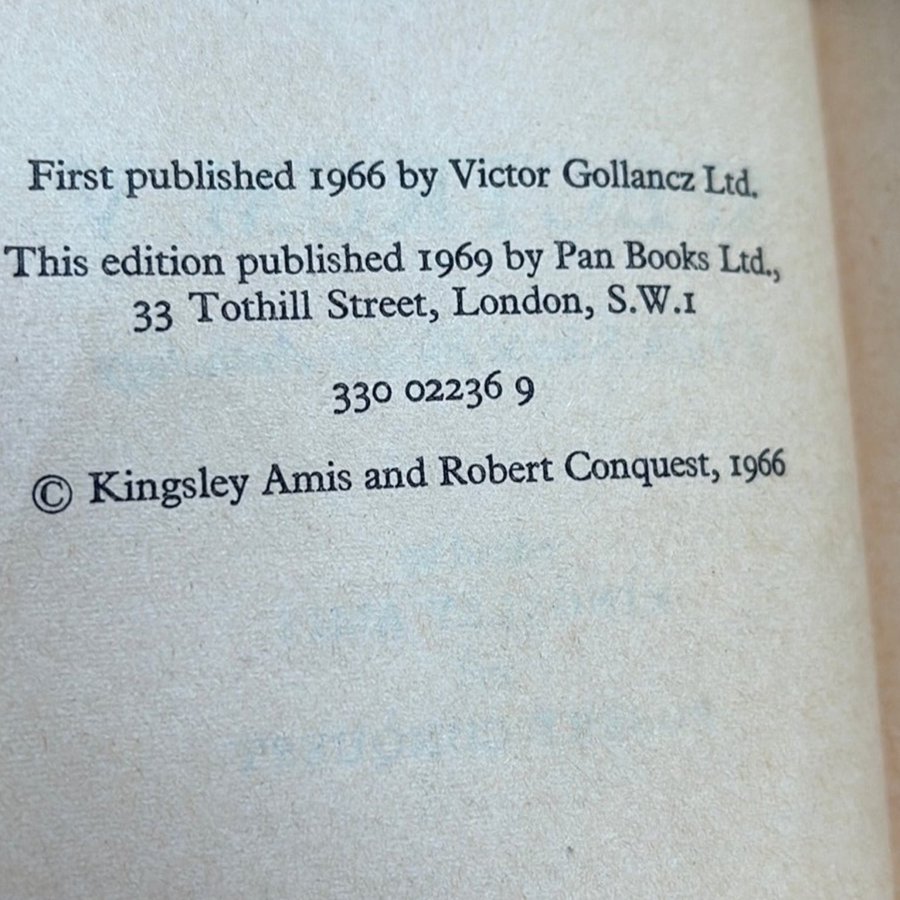 First published 1966 by Victor Gollancz Ltd.
This edition published 1969 by Pan Books Ltd.,
33 Tothill Street, London, S.W.1
330 02236 9
© Kingsley Amis and Robert Conquest, 1966